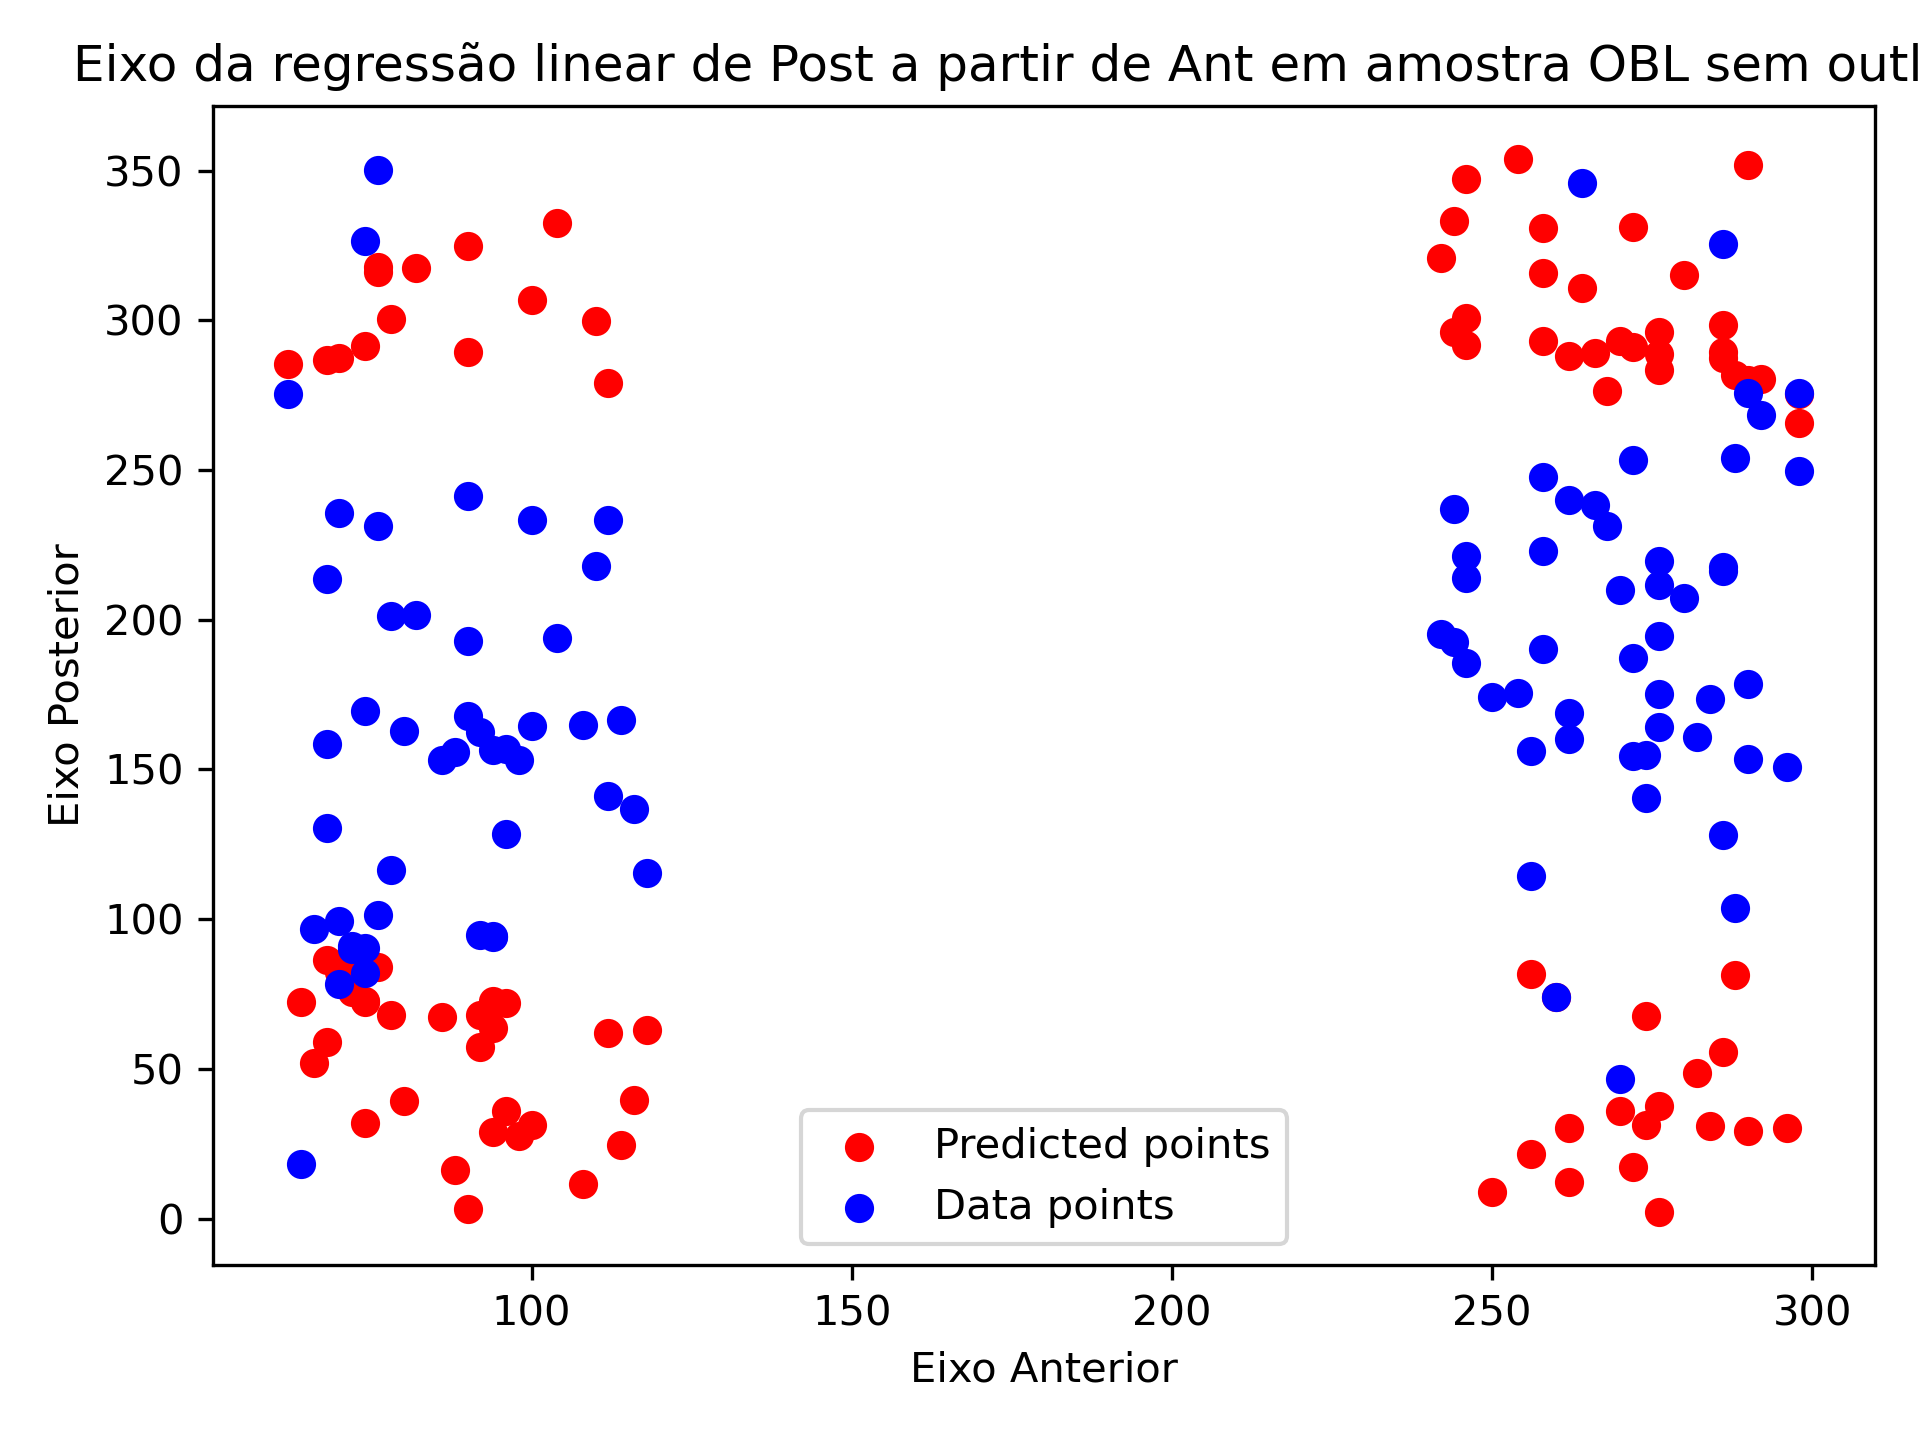 Eixo da regressão linear de Post a partir de Ant em amostra OBL sem outl
350
300
250
200
150
100
50
0
Eixo Posterior
Predicted points
Data points
100 150 200 250 300
Eixo Anterior